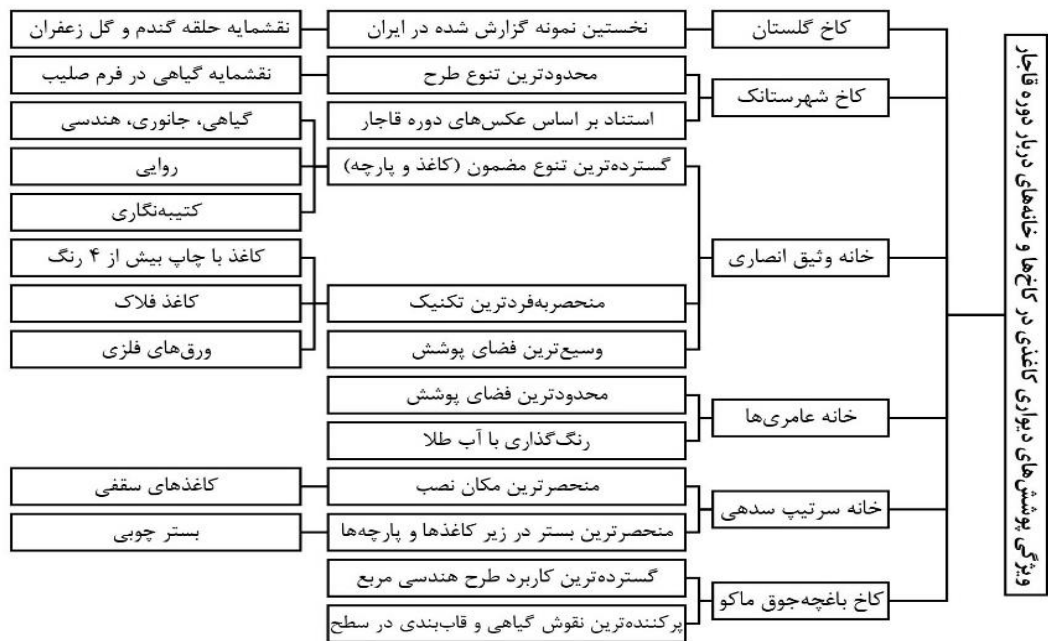 ویژگی پوشش‌های دیواری کاغذی در کاخ‌ها و خانه‌های دربار دوره قاجار
کاخ گلستان
نخستین نمونه گزارش شده در ایران
نقشمایه حلقه گندم و گل زعفران
کاخ شهرستانک
محدودترین تنوع طرح
نقشمایه گیاهی در فرم صلیب
استناد بر اساس عکس‌های دوره قاجار
خانه وثیق انصاری
گسترده‌ترین تنوع مضمون (کاغذ و پارچه)
گیاهی، جانوری، هندسی
روایی
کتیبه‌نگاری
منحصربه‌فردترین تکنیک
کاغذ با چاپ بیش از ۴ رنگ
کاغذ فلاک
ورق‌های فلزی
وسیع‌ترین فضای پوشش
خانه عامری‌ها
محدودترین فضای پوشش
رنگ‌گذاری با آب طلا
خانه سرتیپ سدهی
منحصرترین مکان نصب
کاغذهای سقفی
منحصرترین بستر در زیر کاغذها و پارچه‌ها
بستر چوبی
کاخ باغچه‌جوق ماکو
گسترده‌ترین کاربرد طرح هندسی مربع
پرکننده‌ترین نقوش گیاهی و قاب‌بندی در سطح